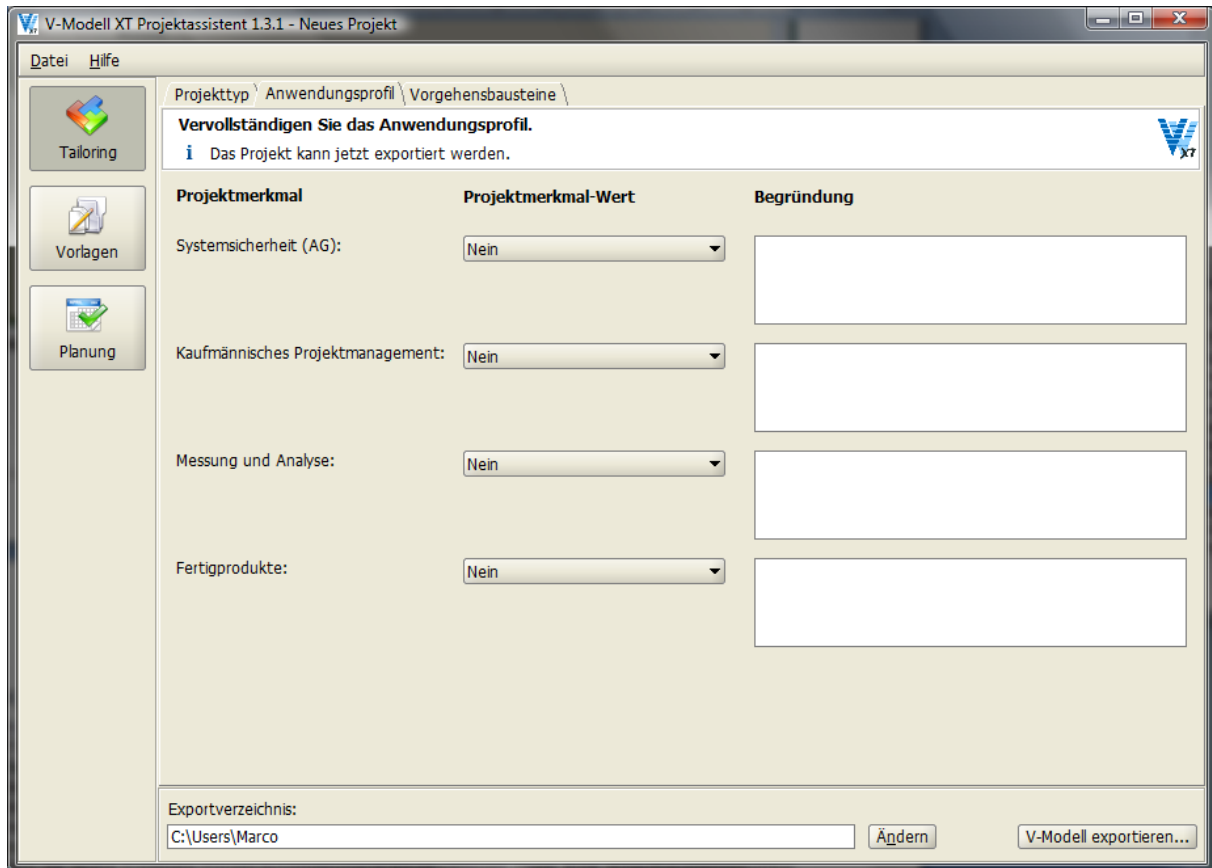 V-Modell XT Projektassistent 1.3.1 - Neues Projekt
Datei Hilfe
Projekttyp Anwendungsprofil Vorgehensbausteine
Vervollständigen Sie das Anwendungsprofil.
i Das Projekt kann jetzt exportiert werden.
Tailoring
Vorlagen
Planung
Projektmerkmal Projektmerkmal-Wert Begründung
Systemsicherheit (AG): Nein
Kaufmännisches Projektmanagement: Nein
Messung und Analyse: Nein
Fertigprodukte: Nein
Exportverzeichnis:
C:\Users\Marco Ändern V-Modell exportieren...